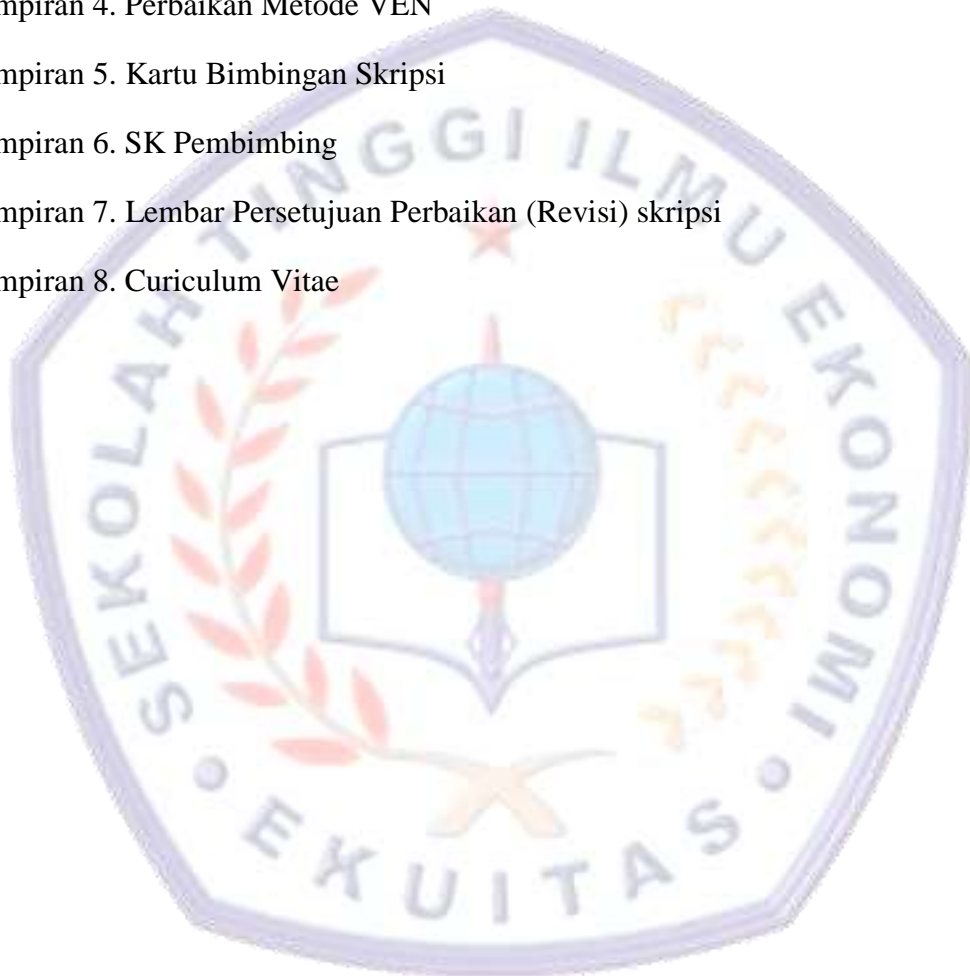 mpiran 4. Perbaikan Metode VEN
mpiran 5. Kartu Bimbingan Skripsi
mpiran 6. SK Pembimbing
mpiran 7. Lembar Persetujuan Perbaikan (Revisi) skripsi
mpiran 8. Curiculum Vitae
SEKOLAH TINGGI ILMU EKONOMI
EKUITAS